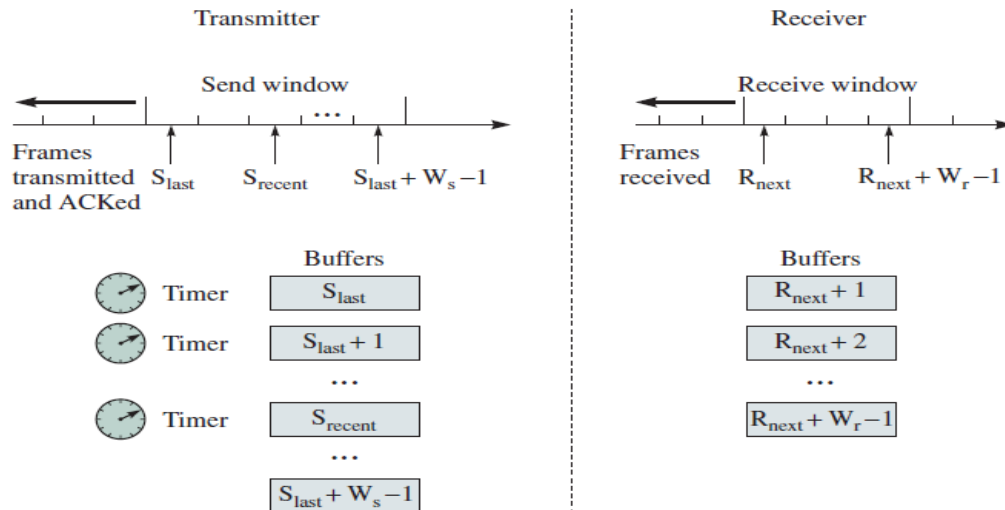 Transmitter
Send window
...
Frames
transmitted
and ACKed
S_last
S_recent
S_last + W_s – 1
Buffers
Timer
S_last
Timer
S_last + 1
...
Timer
S_recent
...
S_last + W_s – 1
Receiver
Receive window
Frames
received
R_next
R_next + W_r – 1
Buffers
R_next + 1
R_next + 2
...
R_next + W_r – 1